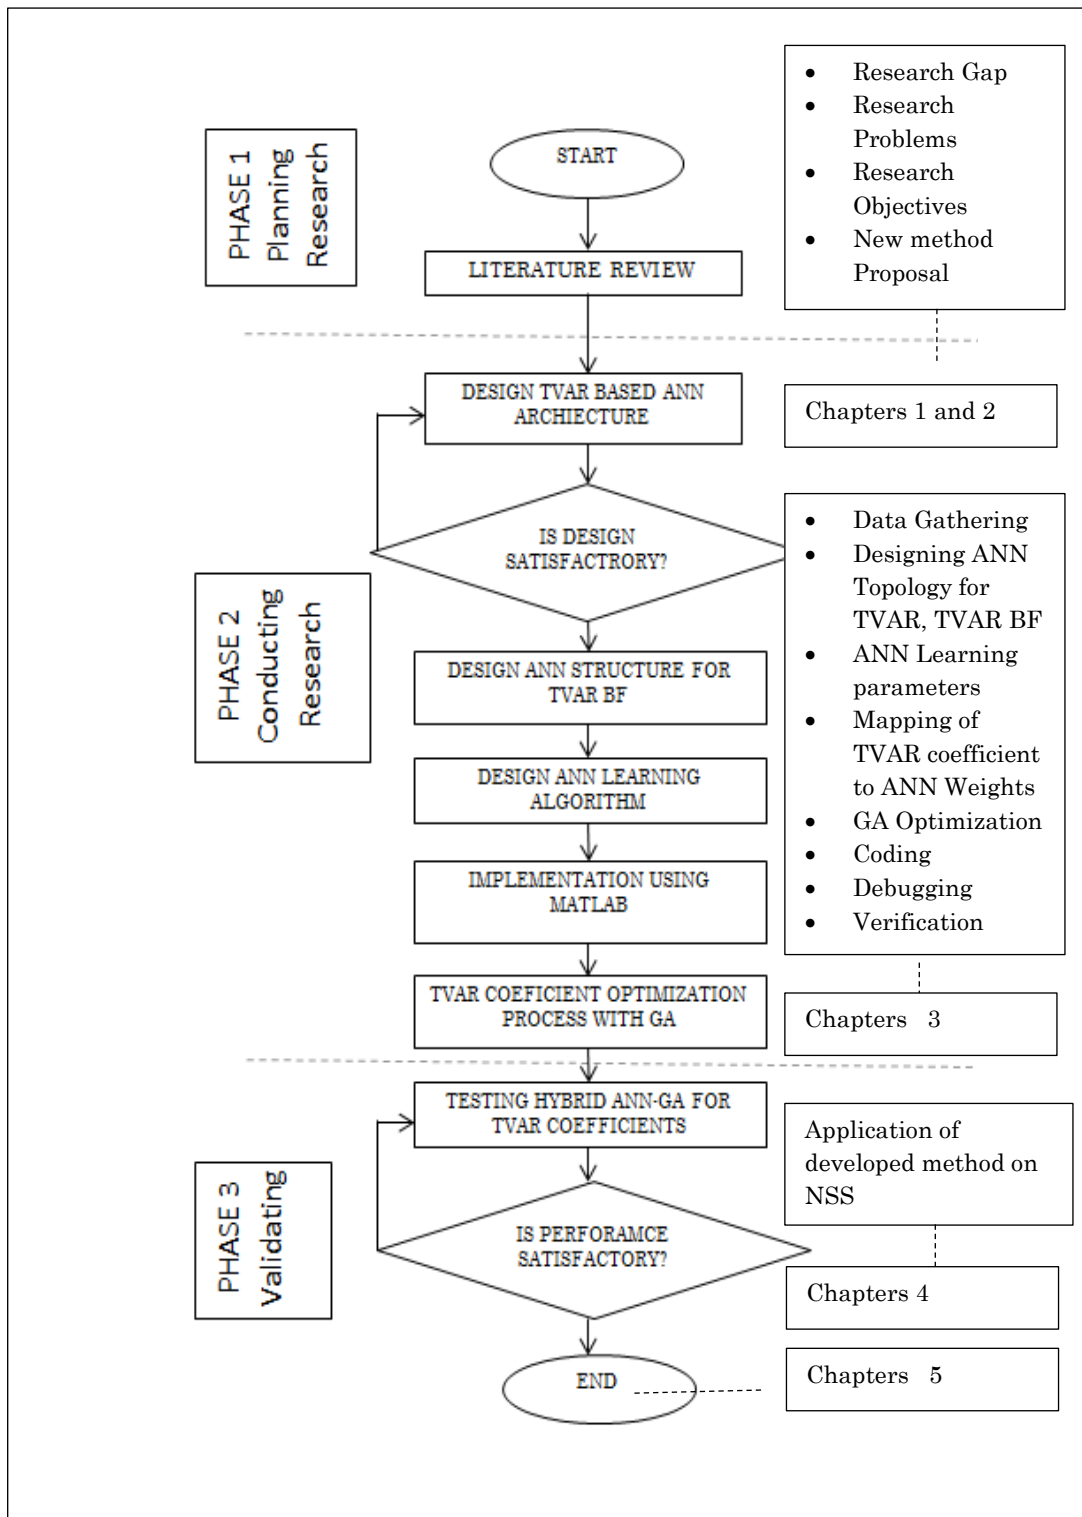 PHASE 1
Planning
Research
START
LITERATURE REVIEW
• Research Gap
• Research
Problems
• Research
Objectives
• New method
Proposal
DESIGN TVAR BASED ANN
ARCHIECTURE
Chapters 1 and 2
IS DESIGN
SATISFACTRORY?
PHASE 2
Conducting
Research
DESIGN ANN STRUCTURE FOR
TVAR BF
DESIGN ANN LEARNING
ALGORITHM
IMPLEMENTATION USING
MATLAB
TVAR COEFICIENT OPTIMIZATION
PROCESS WITH GA
• Data Gathering
• Designing ANN
Topology for
TVAR, TVAR BF
• ANN Learning
parameters
• Mapping of
TVAR coefficient
to ANN Weights
• GA Optimization
• Coding
• Debugging
• Verification
Chapters 3
TESTING HYBRID ANN-GA FOR
TVAR COEFFICIENTS
PHASE 3
Validating
IS PERFORAMCE
SATISFACTORY?
Application of
developed method on
NSS
Chapters 4
END
Chapters 5